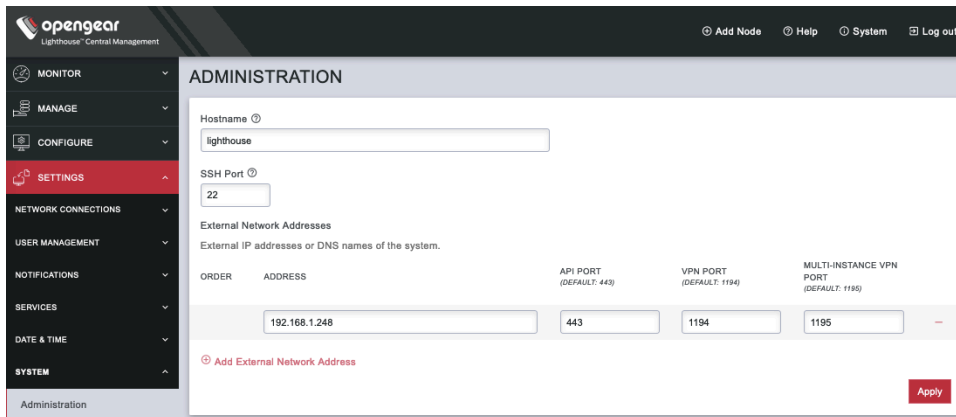 opengear
Lighthouse™ Central Management
Add Node
Help
System
Log out
MONITOR
MANAGE
CONFIGURE
SETTINGS
NETWORK CONNECTIONS
USER MANAGEMENT
NOTIFICATIONS
SERVICES
DATE & TIME
SYSTEM
Administration
ADMINISTRATION
Hostname
lighthouse
SSH Port
22
External Network Addresses
External IP addresses or DNS names of the system.
ORDER ADDRESS API PORT VPN PORT MULTI-INSTANCE VPN
PORT
(DEFAULT: 443) (DEFAULT: 1194) (DEFAULT: 1195)
192.168.1.248 443 1194 1195
Add External Network Address
Apply